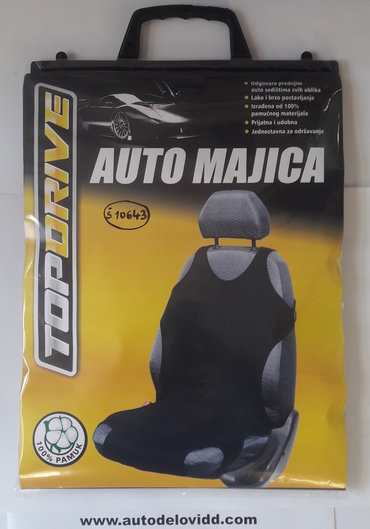 • Odgovara prednjim
auto sedištima svih oblika
• Lako i brzo postavljanje
• Izrađena od 100%
pamučnog materijala
• Prijatna i udobna
• Jednostavna za održavanje
TOPDRIVE
AUTO MAJICA
Š 10643
100% PAMUK
www.autodelovidd.com